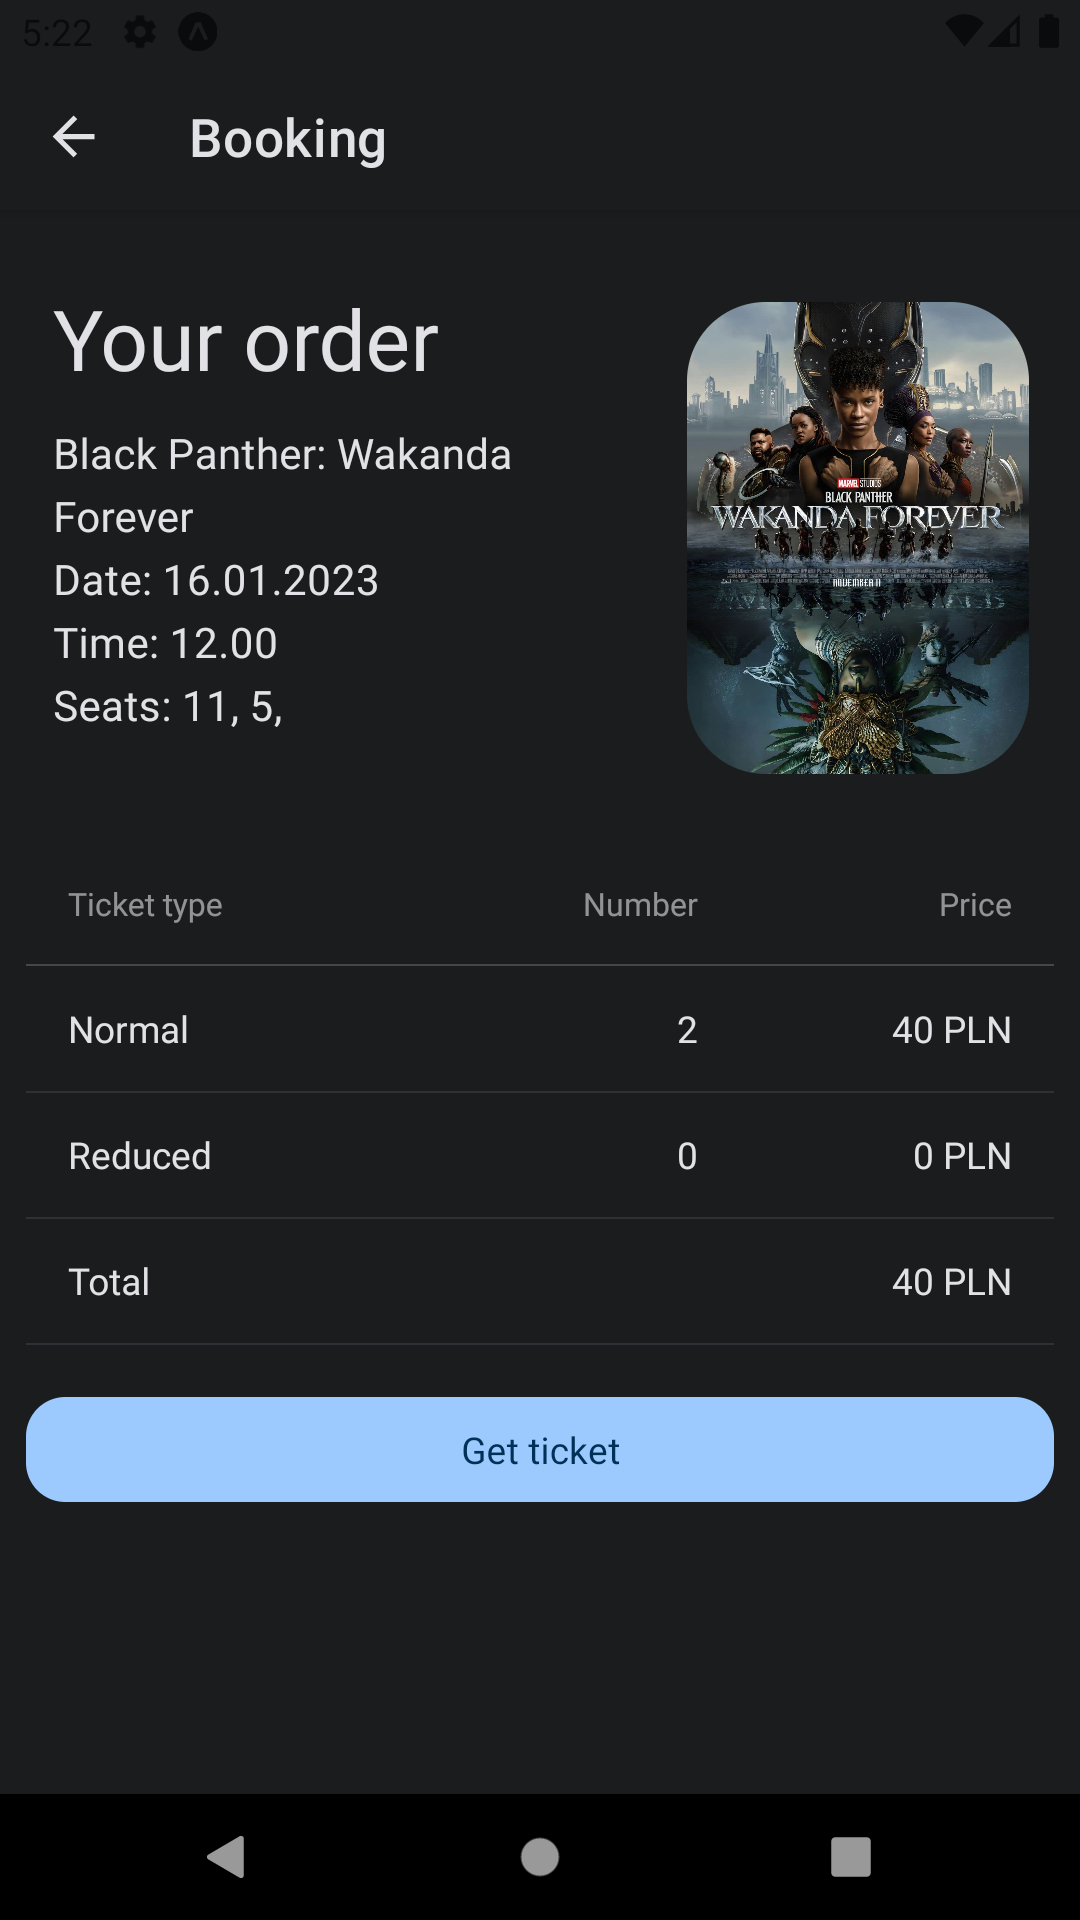 5:22
Booking
Your order
Black Panther: Wakanda
Forever
Date: 16.01.2023
Time: 12.00
Seats: 11, 5,
MARVEL STUDIOS
BLACK PANTHER
WAKANDA FOREVER
NOVEMBER 11
Ticket type Number Price
Normal 2 40 PLN
Reduced 0 0 PLN
Total 40 PLN
Get ticket